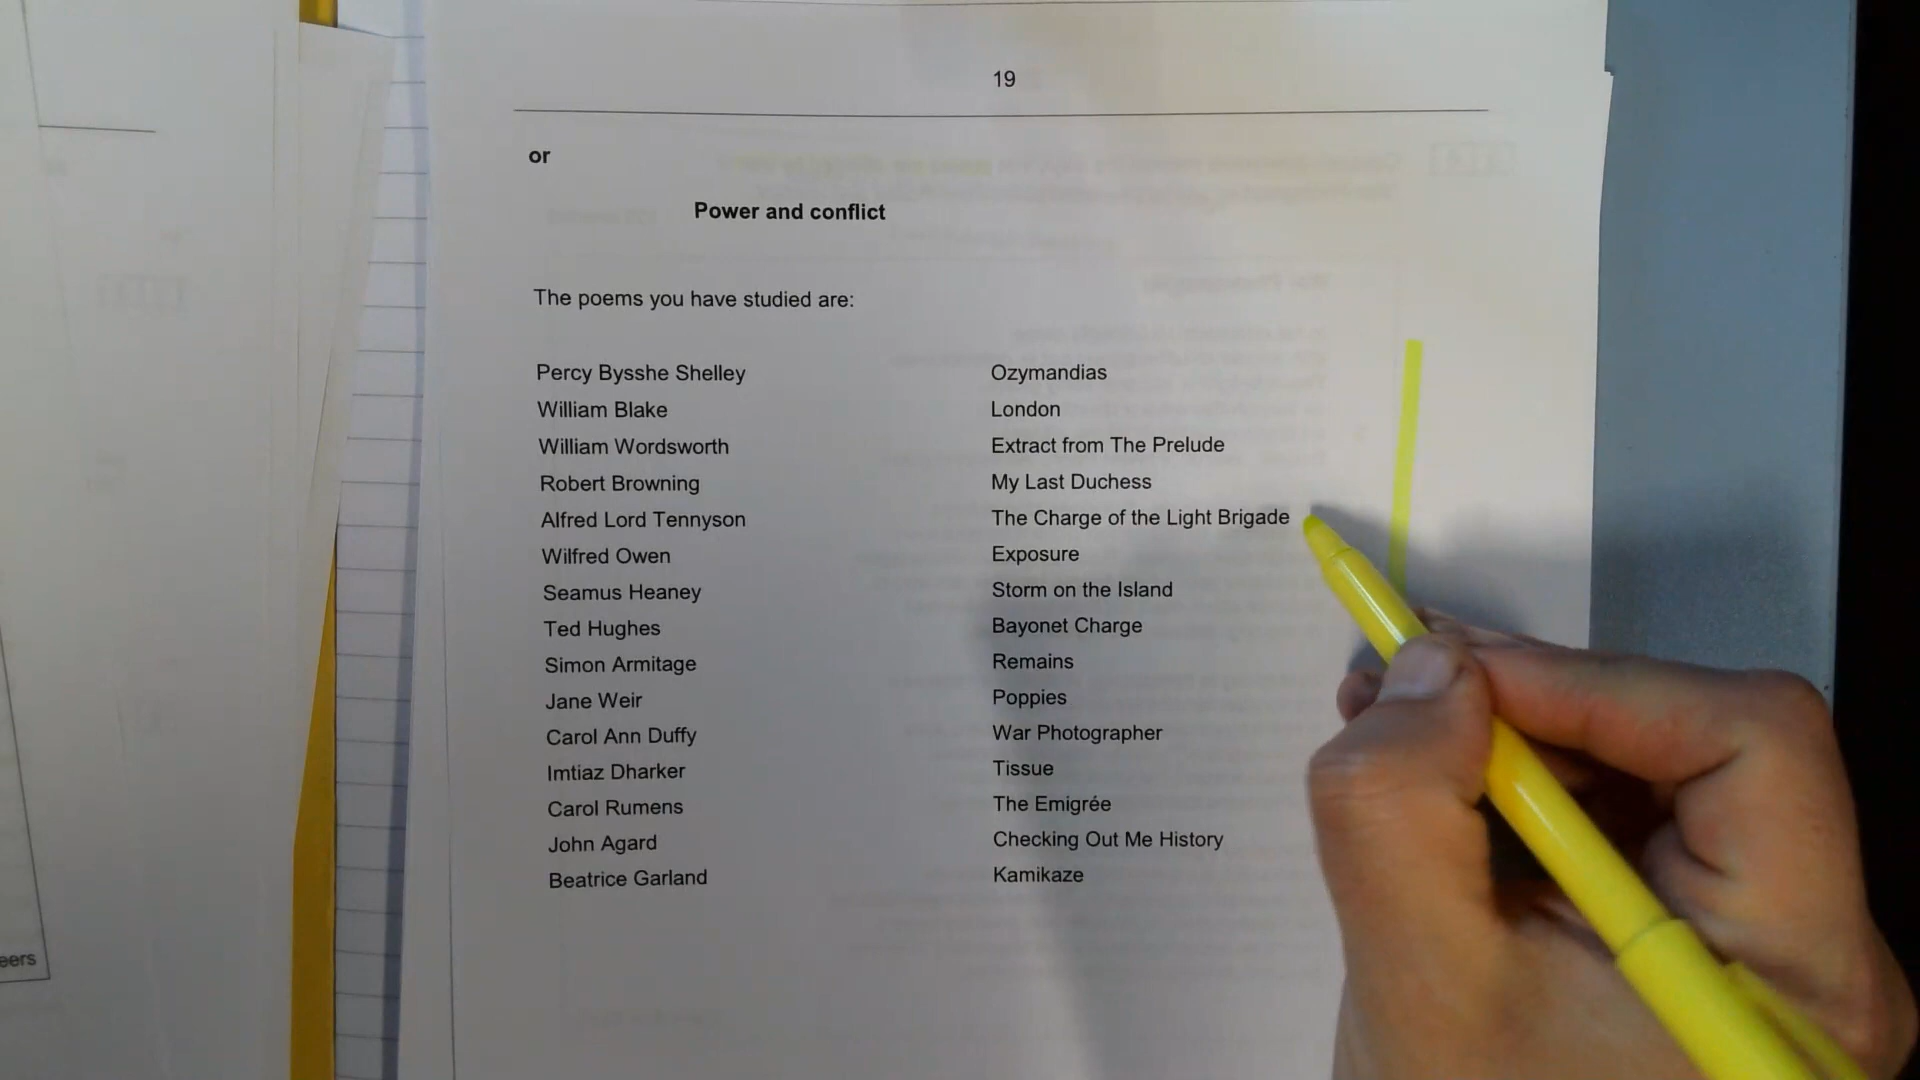 19
or
Power and conflict
The poems you have studied are:
Percy Bysshe Shelley Ozymandias
William Blake London
William Wordsworth Extract from The Prelude
Robert Browning My Last Duchess
Alfred Lord Tennyson The Charge of the Light Brigade
Wilfred Owen Exposure
Seamus Heaney Storm on the Island
Ted Hughes Bayonet Charge
Simon Armitage Remains
Jane Weir Poppies
Carol Ann Duffy War Photographer
Imtiaz Dharker Tissue
Carol Rumens The Emigrée
John Agard Checking Out Me History
Beatrice Garland Kamikaze
eers